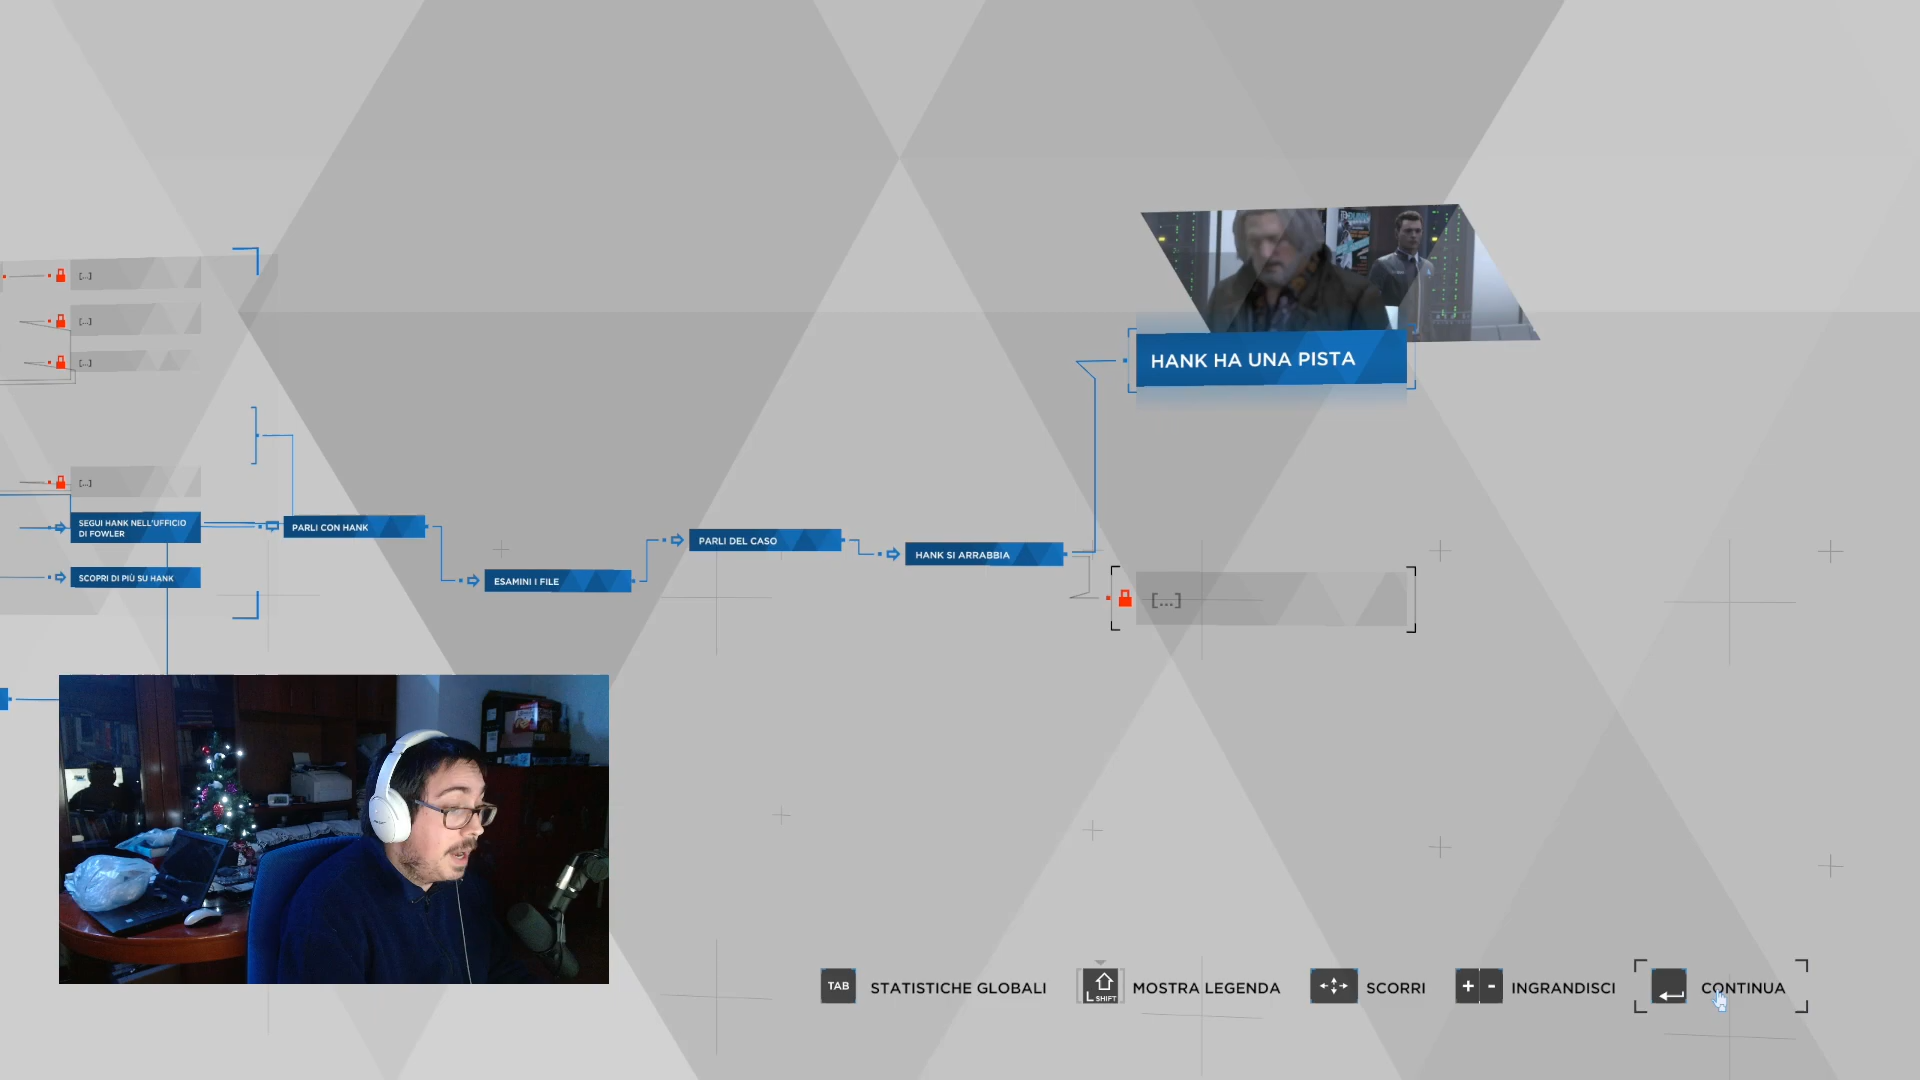 [...]
[...]
[...]
[...]
SEGUI HANK NELL'UFFICIO
DI FOWLER
SCOPRI DI PIÙ SU HANK
PARLI CON HANK
ESAMINI I FILE
PARLI DEL CASO
HANK SI ARRABBIA
HANK HA UNA PISTA
[...]
TAB STATISTICHE GLOBALI
L SHIFT MOSTRA LEGENDA
SCORRI
+ - INGRANDISCI
CONTINUA